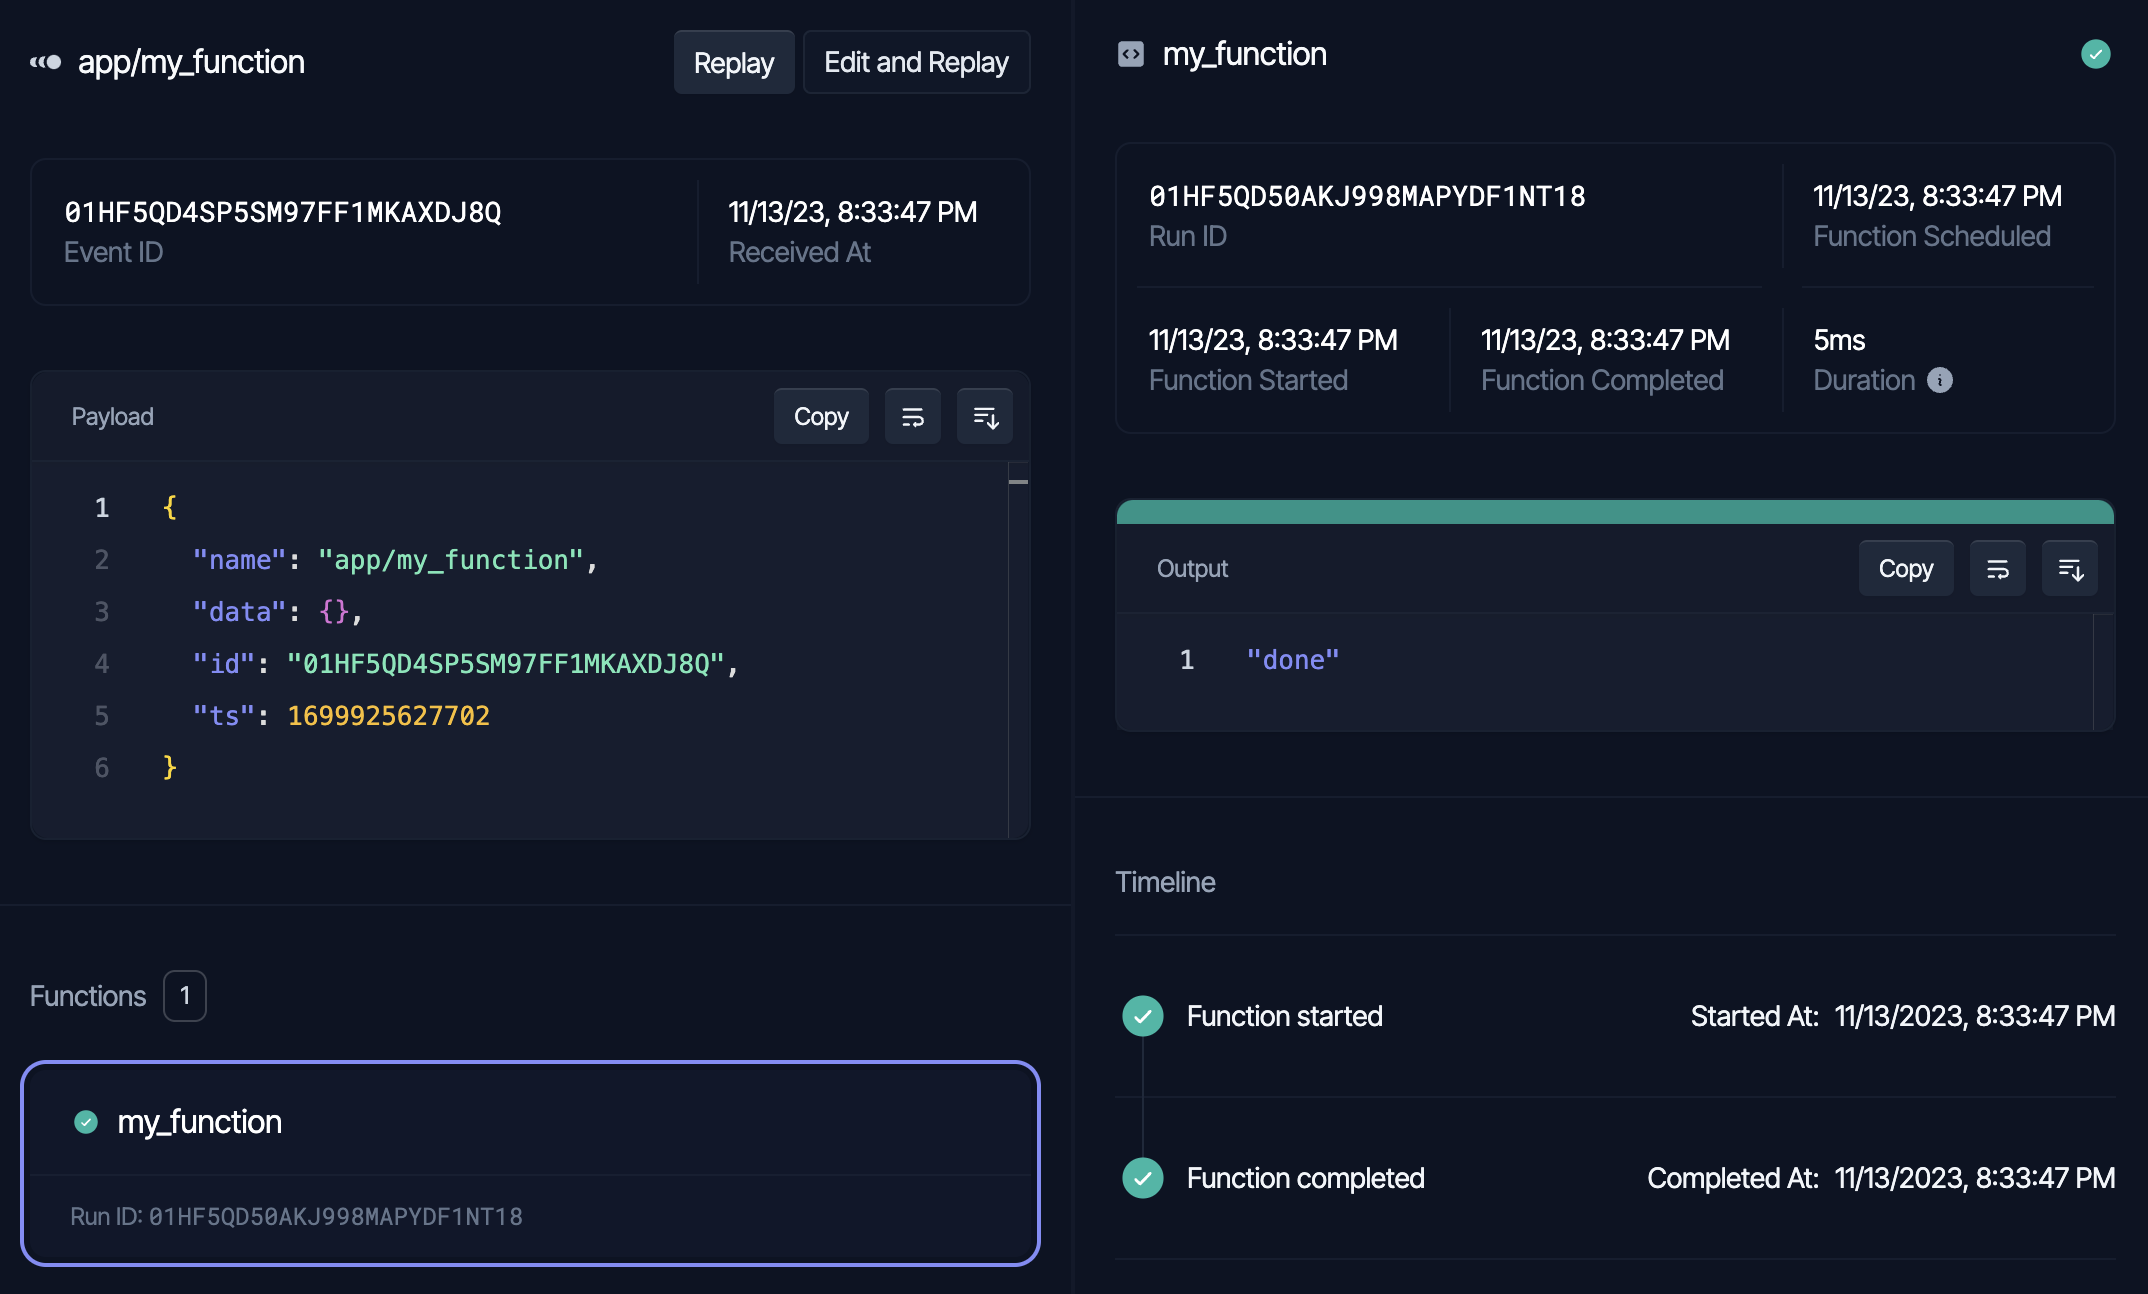 app/my_function
Replay
Edit and Replay
01HF5QD4SP5SM97FF1MKAXDJ8Q
Event ID
11/13/23, 8:33:47 PM
Received At
Payload
Copy
1 {
2 "name": "app/my_function",
3 "data": {},
4 "id": "01HF5QD4SP5SM97FF1MKAXDJ8Q",
5 "ts": 1699925627702
6 }
Functions 1
my_function
Run ID: 01HF5QD50AKJ998MAPYDF1NT18
my_function
01HF5QD50AKJ998MAPYDF1NT18
Run ID
11/13/23, 8:33:47 PM
Function Scheduled
11/13/23, 8:33:47 PM
Function Started
11/13/23, 8:33:47 PM
Function Completed
5ms
Duration
Output
Copy
1 "done"
Timeline
Function started
Started At: 11/13/2023, 8:33:47 PM
Function completed
Completed At: 11/13/2023, 8:33:47 PM